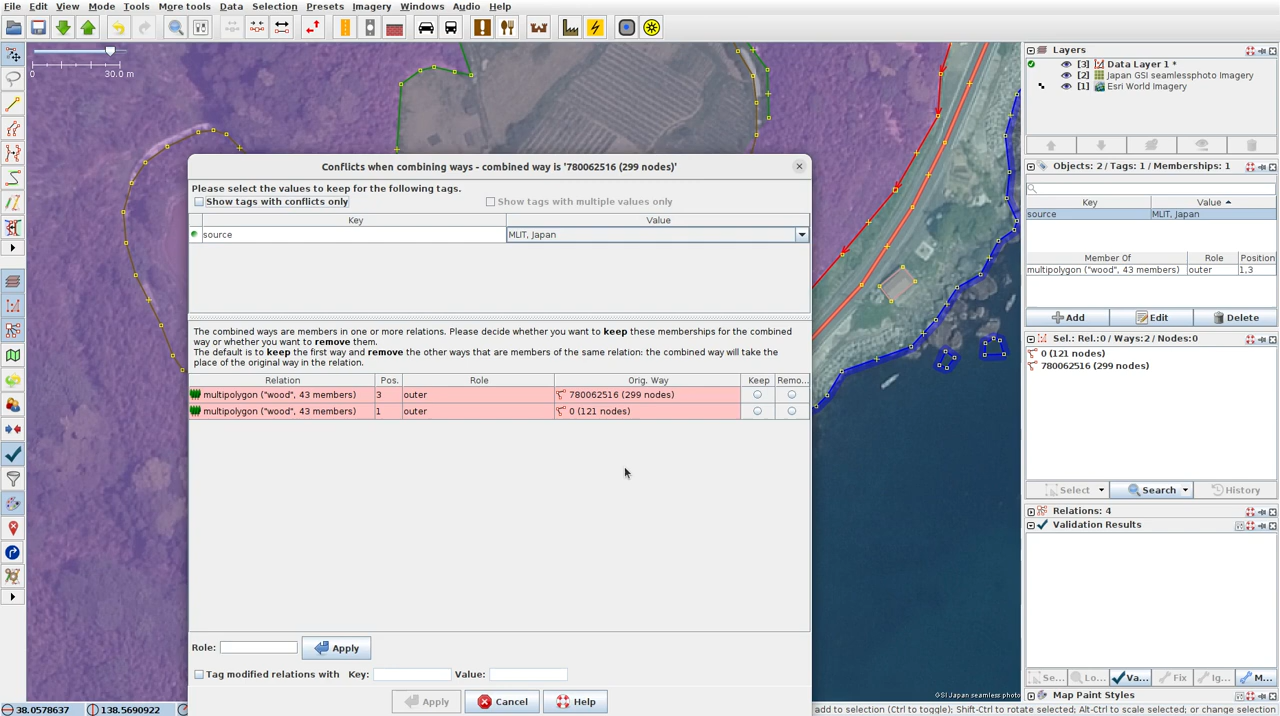 File Edit View Mode Tools More tools Data Selection Presets Imagery Windows Audio Help
0 30.0 m
Conflicts when combining ways - combined way is '780062516 (299 nodes)'
Please select the values to keep for the following tags.
Show tags with conflicts only Show tags with multiple values only
Key Value
source MLIT, Japan
The combined ways are members in one or more relations. Please decide whether you want to keep these memberships for the combined
way or whether you want to remove them.
The default is to keep the first way and remove the other ways that are members of the same relation: the combined way will take the
place of the original way in the relation.
Relation Pos. Role Orig. Way Keep Remo...
multipolygon ("wood", 43 members) 3 outer 780062516 (299 nodes)
multipolygon ("wood", 43 members) 1 outer 0 (121 nodes)
Role: Apply
Tag modified relations with Key: Value:
Apply Cancel Help
Layers
[3] Data Layer 1 *
[2] Japan GSI seamlessphoto Imagery
[1] Esri World Imagery
Objects: 2 / Tags: 1 / Memberships: 1
Key Value
source MLIT, Japan
Member Of Role Position
multipolygon ("wood", 43 members) outer 1,3
Add Edit Delete
Sel.: Rel.:0 / Ways:2 / Nodes:0
0 (121 nodes)
780062516 (299 nodes)
Select Search History
Relations: 4
Validation Results
Se... Lo... Va... Fix Ig... M...
Map Paint Styles
GSI Japan seamless photo
38.0578637 138.5690922 add to selection (Ctrl to toggle); Shift-Ctrl to rotate selected; Alt-Ctrl to scale selected; or change selection